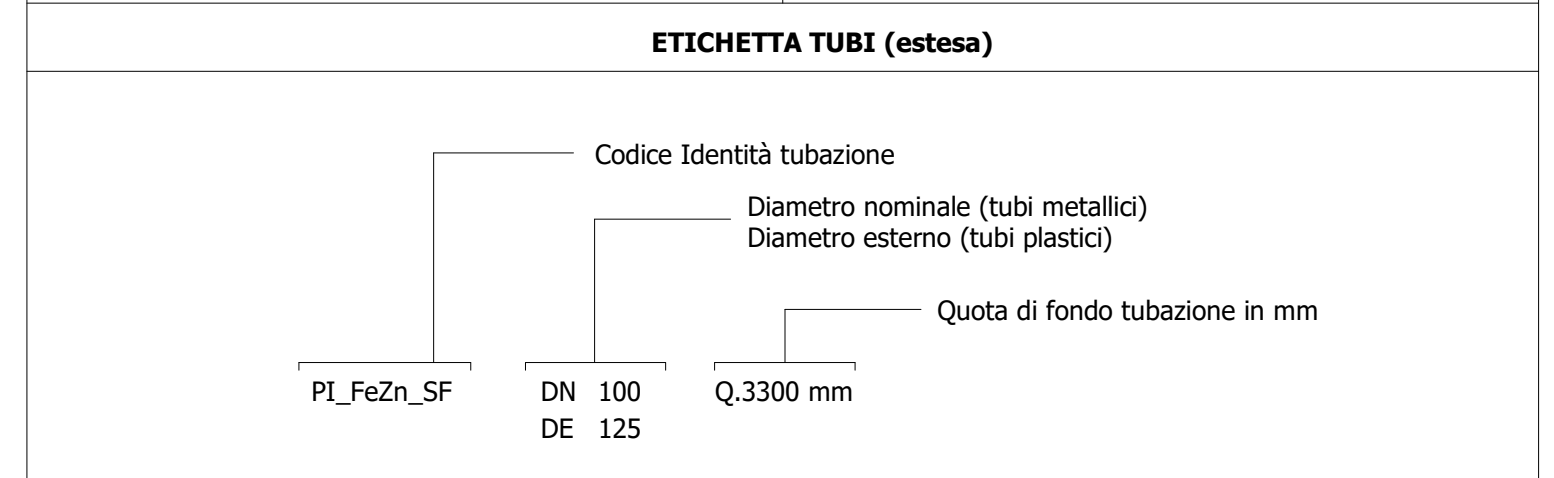 ETICHETTA TUBI (estesa)
Codice Identità tubazione
Diametro nominale (tubi metallici)
Diametro esterno (tubi plastici)
Quota di fondo tubazione in mm
PI_FeZn_SF DN 100 Q.3300 mm
DE 125